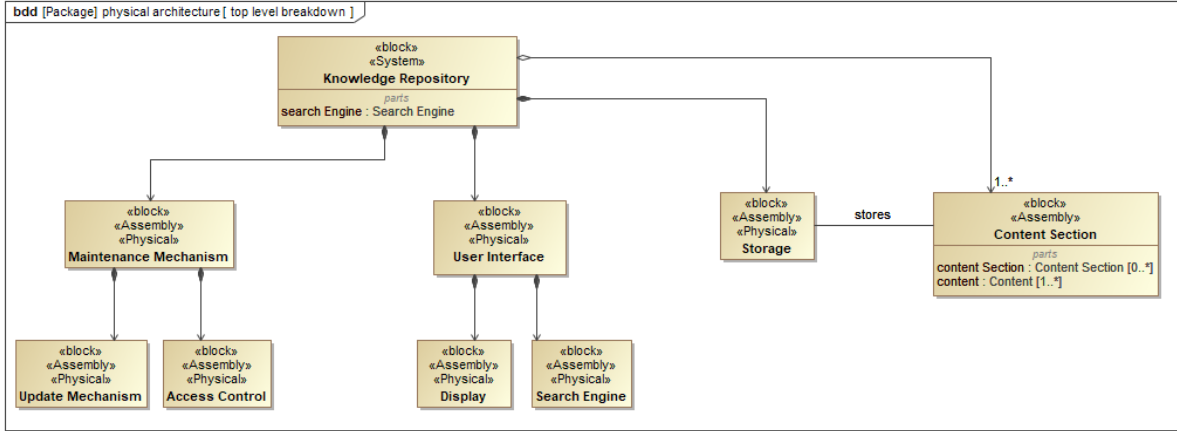 bdd [Package] physical architecture [ top level breakdown ]
«block»
«System»
Knowledge Repository
parts
search Engine : Search Engine
1..*
«block»
«Assembly»
«Physical»
Maintenance Mechanism
«block»
«Assembly»
«Physical»
User Interface
«block»
«Assembly»
«Physical»
Storage
stores
«block»
«Assembly»
Content Section
parts
content Section : Content Section [0..*]
content : Content [1..*]
«block»
«Assembly»
«Physical»
Update Mechanism
«block»
«Assembly»
«Physical»
Access Control
«block»
«Assembly»
«Physical»
Display
«block»
«Assembly»
«Physical»
Search Engine